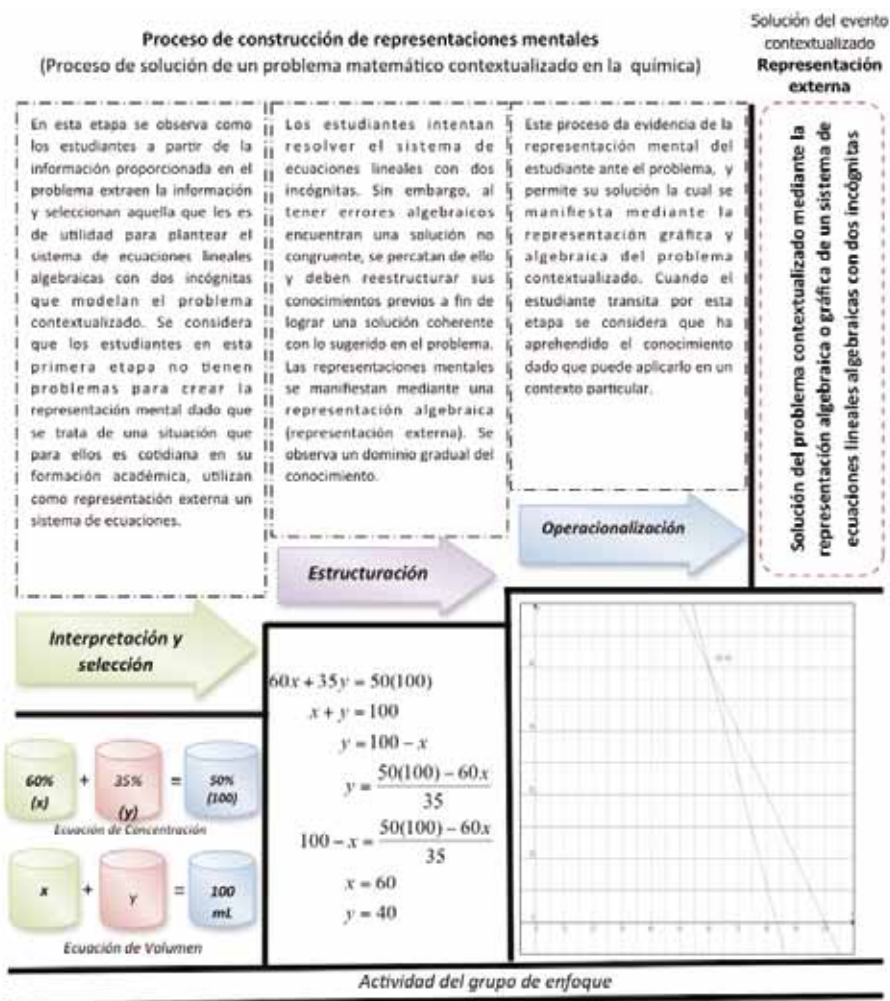 Proceso de construcción de representaciones mentales
(Proceso de solución de un problema matemático contextualizado en la química)
Solución del evento
contextualizado
Representación
externa
En esta etapa se observa como
los estudiantes a partir de la
información proporcionada en el
problema extraen la información
y seleccionan aquella que les es
de utilidad para plantear el
sistema de ecuaciones lineales
algebraicas con dos incógnitas
que modelan el problema
contextualizado. Se considera
que los estudiantes en esta
primera etapa no tienen
problemas para crear la
representación mental dado que
se trata de una situación que
para ellos es cotidiana en su
formación académica, utilizan
como representación externa un
sistema de ecuaciones.
Los estudiantes intentan
resolver el sistema de
ecuaciones lineales con dos
incógnitas. Sin embargo, al
tener errores algebraicos
encuentran una solución no
congruente, se percatan de ello
y deben reestructurar sus
conocimientos previos a fin de
lograr una solución coherente
con lo sugerido en el problema.
Las representaciones mentales
se manifiestan mediante una
representación algebraica
(representación externa). Se
observa un dominio gradual del
conocimiento.
Este proceso da evidencia de la
representación mental del
estudiante ante el problema, y
permite su solución la cual se
manifiesta mediante la
representación gráfica y
algebraica del problema
contextualizado. Cuando el
estudiante transita por esta
etapa se considera que ha
aprehendido el conocimiento
dado que puede aplicarlo en un
contexto particular.
Solución del problema contextualizado mediante la
representación algebraica o gráfica de un sistema de
ecuaciones lineales algebraicas con dos incógnitas
Interpretación y
selección
Estructuración
Operacionalización
60% + 35% = 50%
(x) (y) (100)
Ecuación de Concentración
x + y = 100
mL
Ecuación de Volumen
60x + 35y = 50(100)
x + y = 100
y = 100 − x
y = 50(100) − 60x / 35
100 − x = 50(100) − 60x / 35
x = 60
y = 40
Actividad del grupo de enfoque